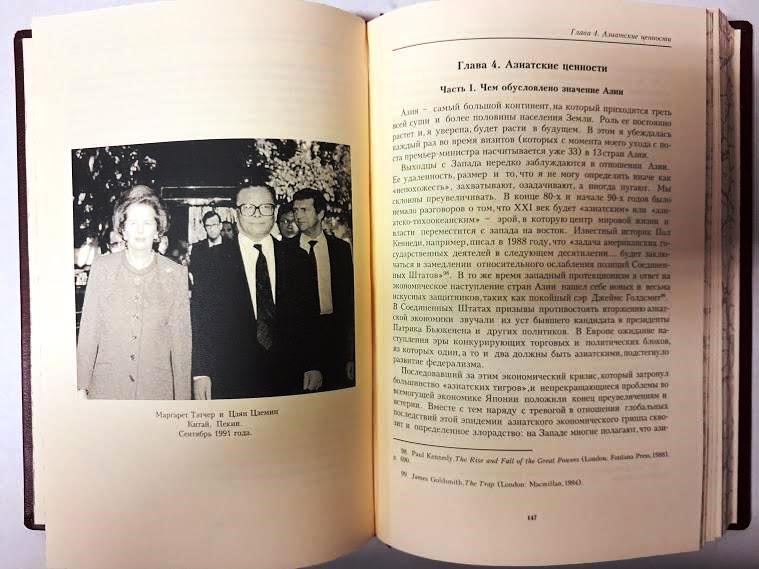 Маргарет Тэтчер и Цзян Цземин
Китай, Пекин.
Сентябрь 1991 года.
Глава 4. Азиатские ценности
Глава 4. Азиатские ценности
Часть 1. Чем обусловлено значение Азии
Азия – самый большой континент, на который приходится треть
всей суши и более половины населения Земли. Роль ее постоянно
растет и, я уверена, будет расти в будущем. В этом я убеждалась
каждый раз во время визитов (которых с момента моего ухода с по-
ста премьер-министра насчитывается уже 33) в 13 стран Азии.
Выходцы с Запада нередко заблуждаются в отношении Азии.
Ее удаленность, размер и то, что я не могу определить иначе как
«непохожесть», захватывают, озадачивают, а иногда пугают. Мы
склонны преувеличивать. В конце 80-х и начале 90-х годов было
немало разговоров о том, что XXI век будет «азиатским» или «ази-
атско-тихоокеанским» – эрой, в которую центр мировой жизни и
власти переместится с запада на восток. Известный историк Пол
Кеннеди, например, писал в 1988 году, что «задача американских го-
сударственных деятелей в следующем десятилетии... будет заклю-
чаться в замедлении относительного ослабления позиций Соединен-
ных Штатов»98. В то же время западный протекционизм в ответ на
экономическое наступление стран Азии нашел себе новых и весьма
искусных защитников, таких как покойный сэр Джеймс Голдсмит99.
В Соединенных Штатах призывы противостоять вторжению азиат-
ской экономики звучали из уст бывшего кандидата в президенты
Патрика Бьюкенена и других политиков. В Европе ожидание на-
ступления эры конкурирующих торговых и политических блоков,
из которых один, а то и два должны быть азиатскими, подстегнуло
развитие федерализма.
Последовавший за этим экономический кризис, который затронул
большинство «азиатских тигров», и непрекращающиеся проблемы во
всемогущей экономике Японии положили конец преувеличениям и
истерии. Вместе с тем наряду с тревогой в отношении глобальных
последствий этой эпидемии азиатского экономического гриппа сквo-
зит и определенное злорадство: на Западе многие полагают, что ази-
98. Paul Kennedy, The Rise and Fall of the Great Powers (London: Fontana Press, 1988),
p. 690.
99 James Goldsmith, The Trap (London: Macmillan, 1994).
147